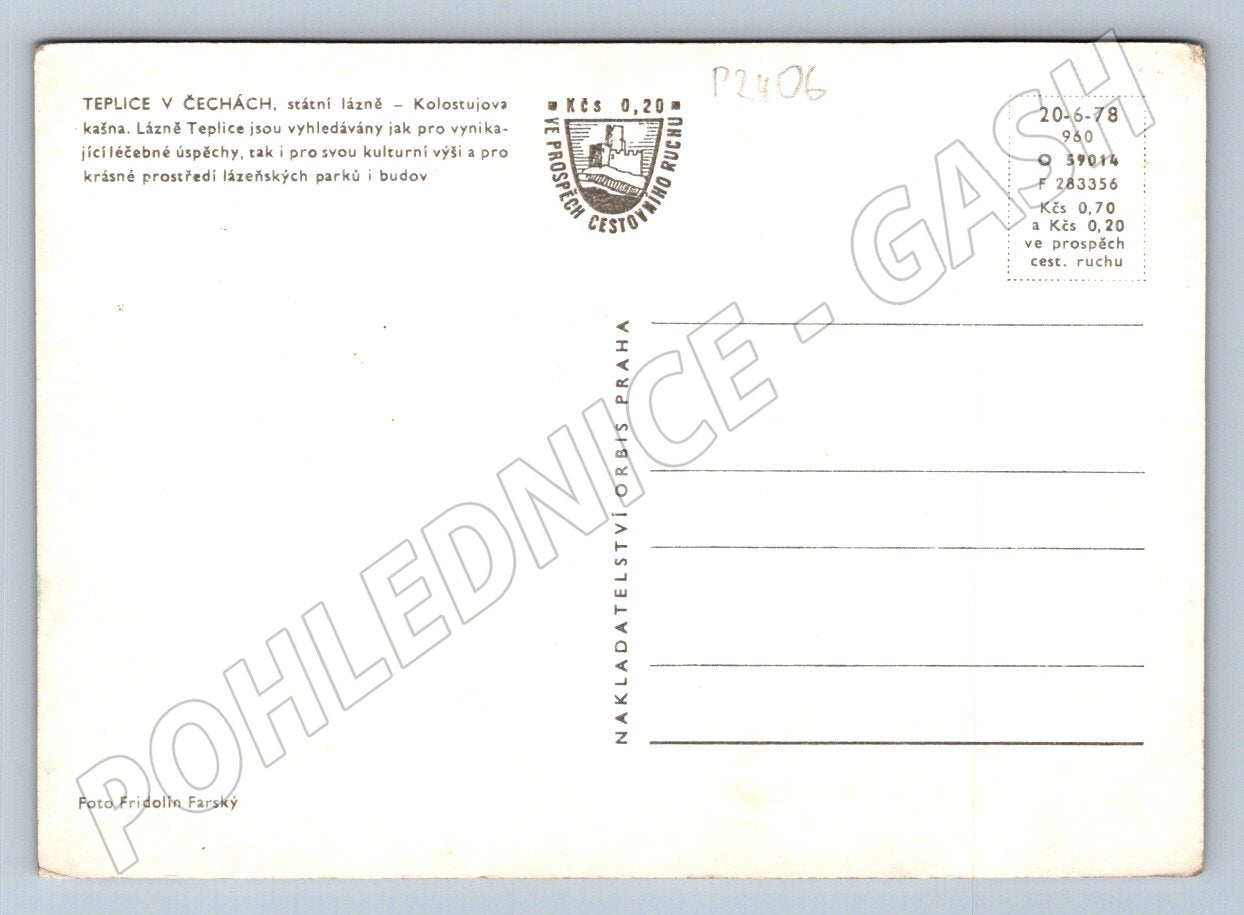 P2406
TEPLICE V ČECHÁCH, státní lázně – Kolostujova
kašna. Lázně Teplice jsou vyhledávány jak pro vynika-
jící léčebné úspěchy, tak i pro svou kulturní výši a pro
krásné prostředí lázeňských parků i budov
■ Kčs 0,20 ■
VE PROSPĚCH CESTOVNÍHO RUCHU
20-6-78
960
Q 59014
F 283356
Kčs 0,70
a Kčs 0,20
ve prospěch
cest. ruchu
NAKLADATELSTVÍ ORBIS PRAHA
Foto Fridolín Farský
POHLEDNICE - GASH